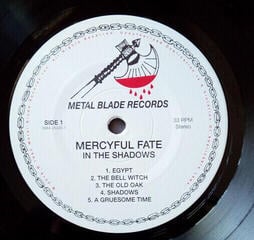 METAL BLADE RECORDS
SIDE 1
33 RPM
Stereo
MERCYFUL FATE
IN THE SHADOWS
1. EGYPT
2. THE BELL WITCH
3. THE OLD OAK
4. SHADOWS
5. A GRUESOME TIME